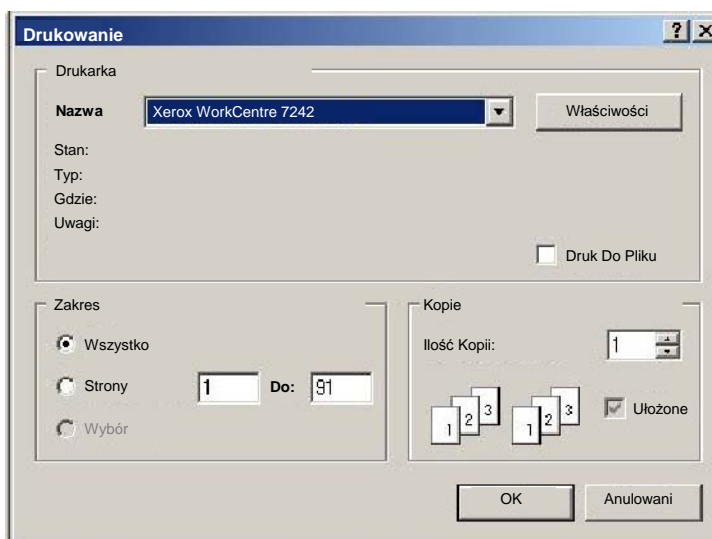 Drukowanie
Drukarka
Nazwa Xerox WorkCentre 7242 Właściwości
Stan:
Typ:
Gdzie:
Uwagi:
Druk Do Pliku
Zakres
Wszystko
Strony 1 Do: 91
Wybór
Kopie
Ilość Kopii: 1
1 2 3 1 2 3 Ułożone
OK Anulowani